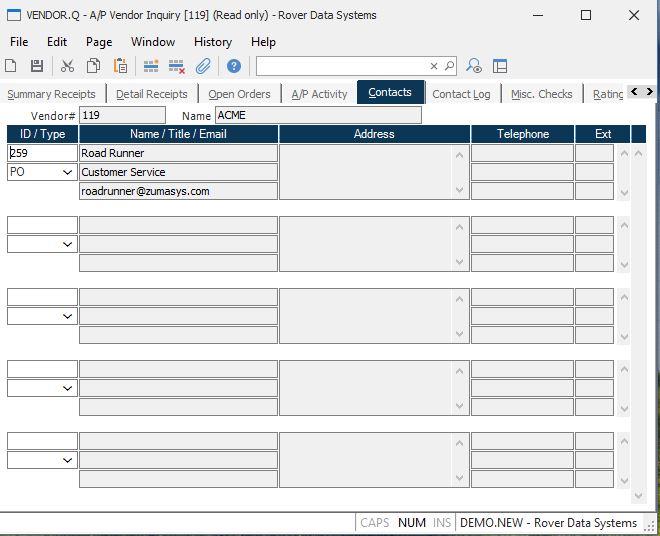 VENDOR.Q - A/P Vendor Inquiry [119] (Read only) - Rover Data Systems
File Edit Page Window History Help
Summary Receipts Detail Receipts Open Orders A/P Activity Contacts Contact Log Misc. Checks Rating
Vendor# 119 Name ACME
ID / Type Name / Title / Email Address Telephone Ext
259 Road Runner
PO Customer Service
roadrunner@zumasys.com
CAPS NUM INS DEMO.NEW - Rover Data Systems